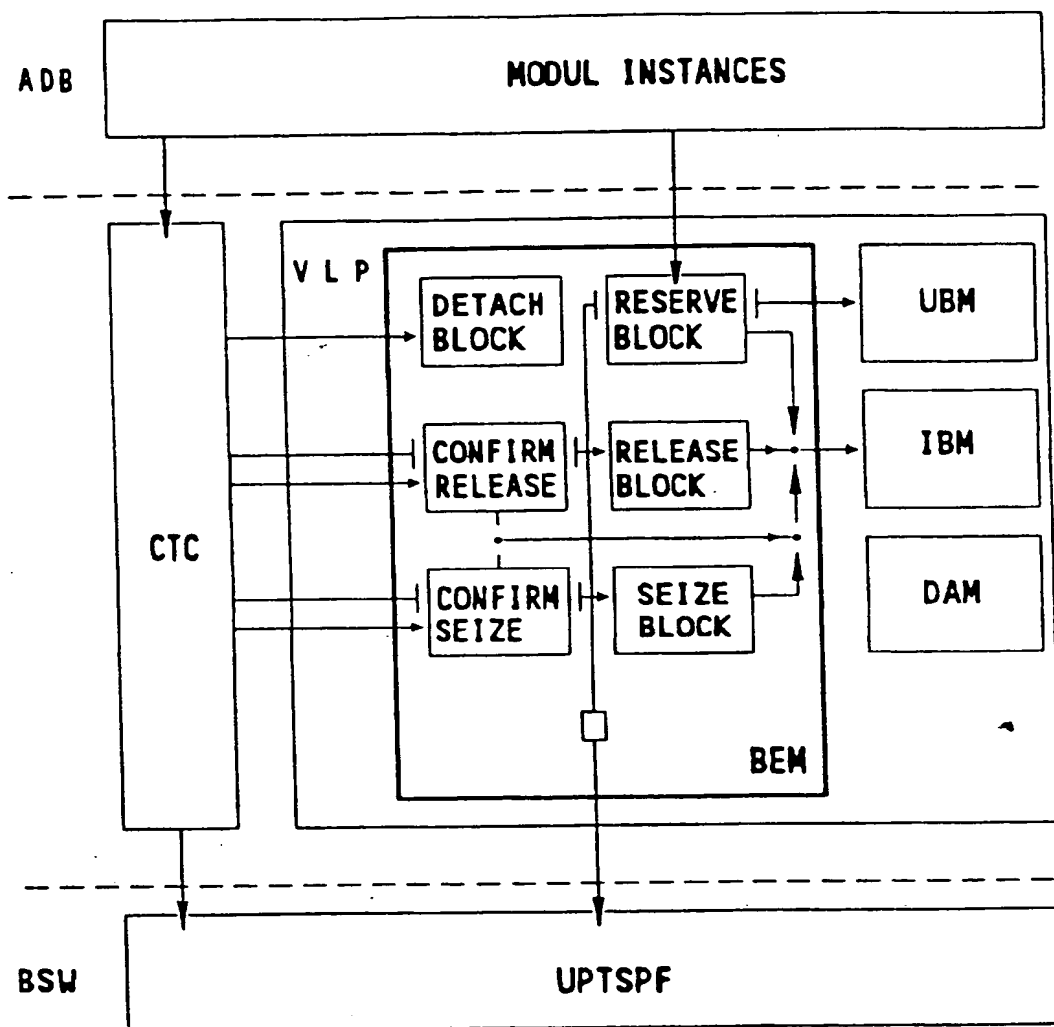 ADB
MODUL INSTANCES
VLP
DETACH
BLOCK
RESERVE
BLOCK
UBM
CONFIRM
RELEASE
RELEASE
BLOCK
IBM
CTC
CONFIRM
SEIZE
SEIZE
BLOCK
DAM
BEM
BSW
UPTSPF